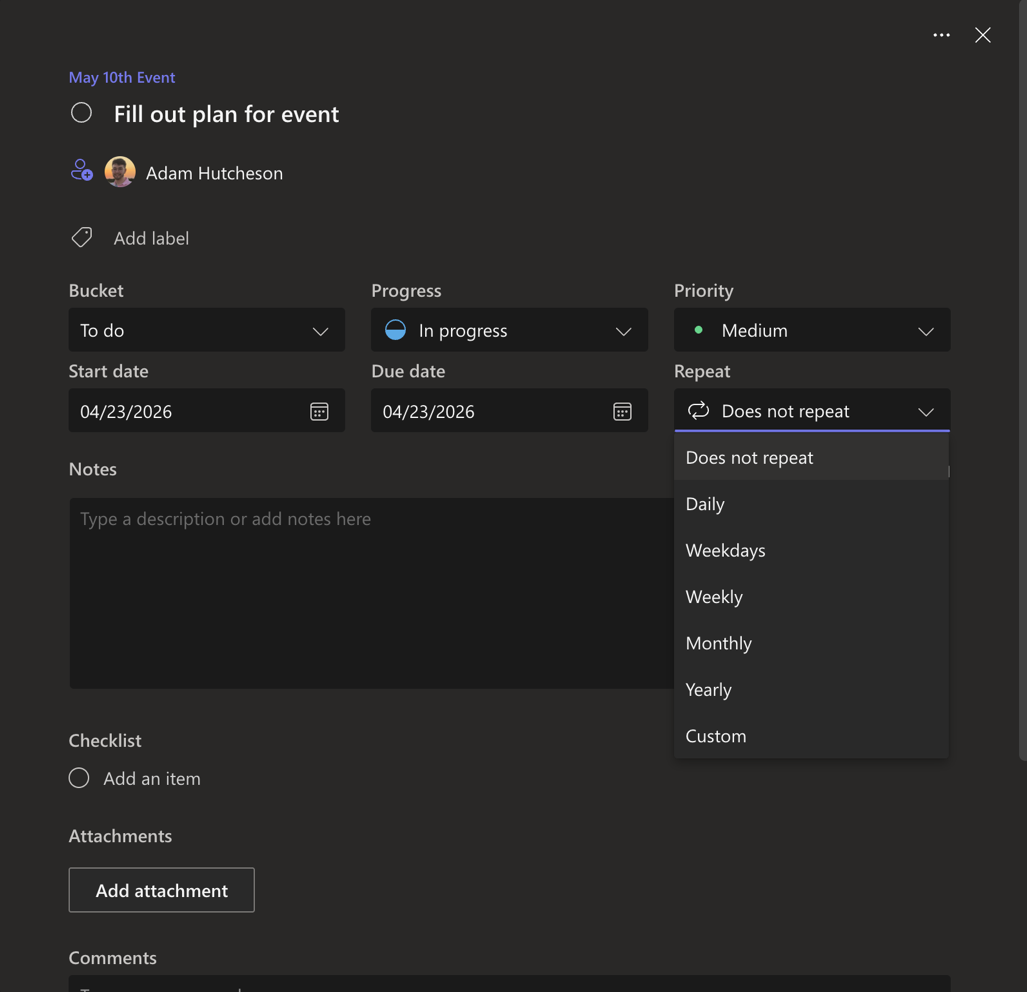 May 10th Event
Fill out plan for event
Adam Hutcheson
Add label
Bucket
Progress
Priority
To do
In progress
Medium
Start date
Due date
Repeat
04/23/2026
04/23/2026
Does not repeat
Notes
Type a description or add notes here
Does not repeat
Daily
Weekdays
Weekly
Monthly
Yearly
Custom
Checklist
Add an item
Attachments
Add attachment
Comments